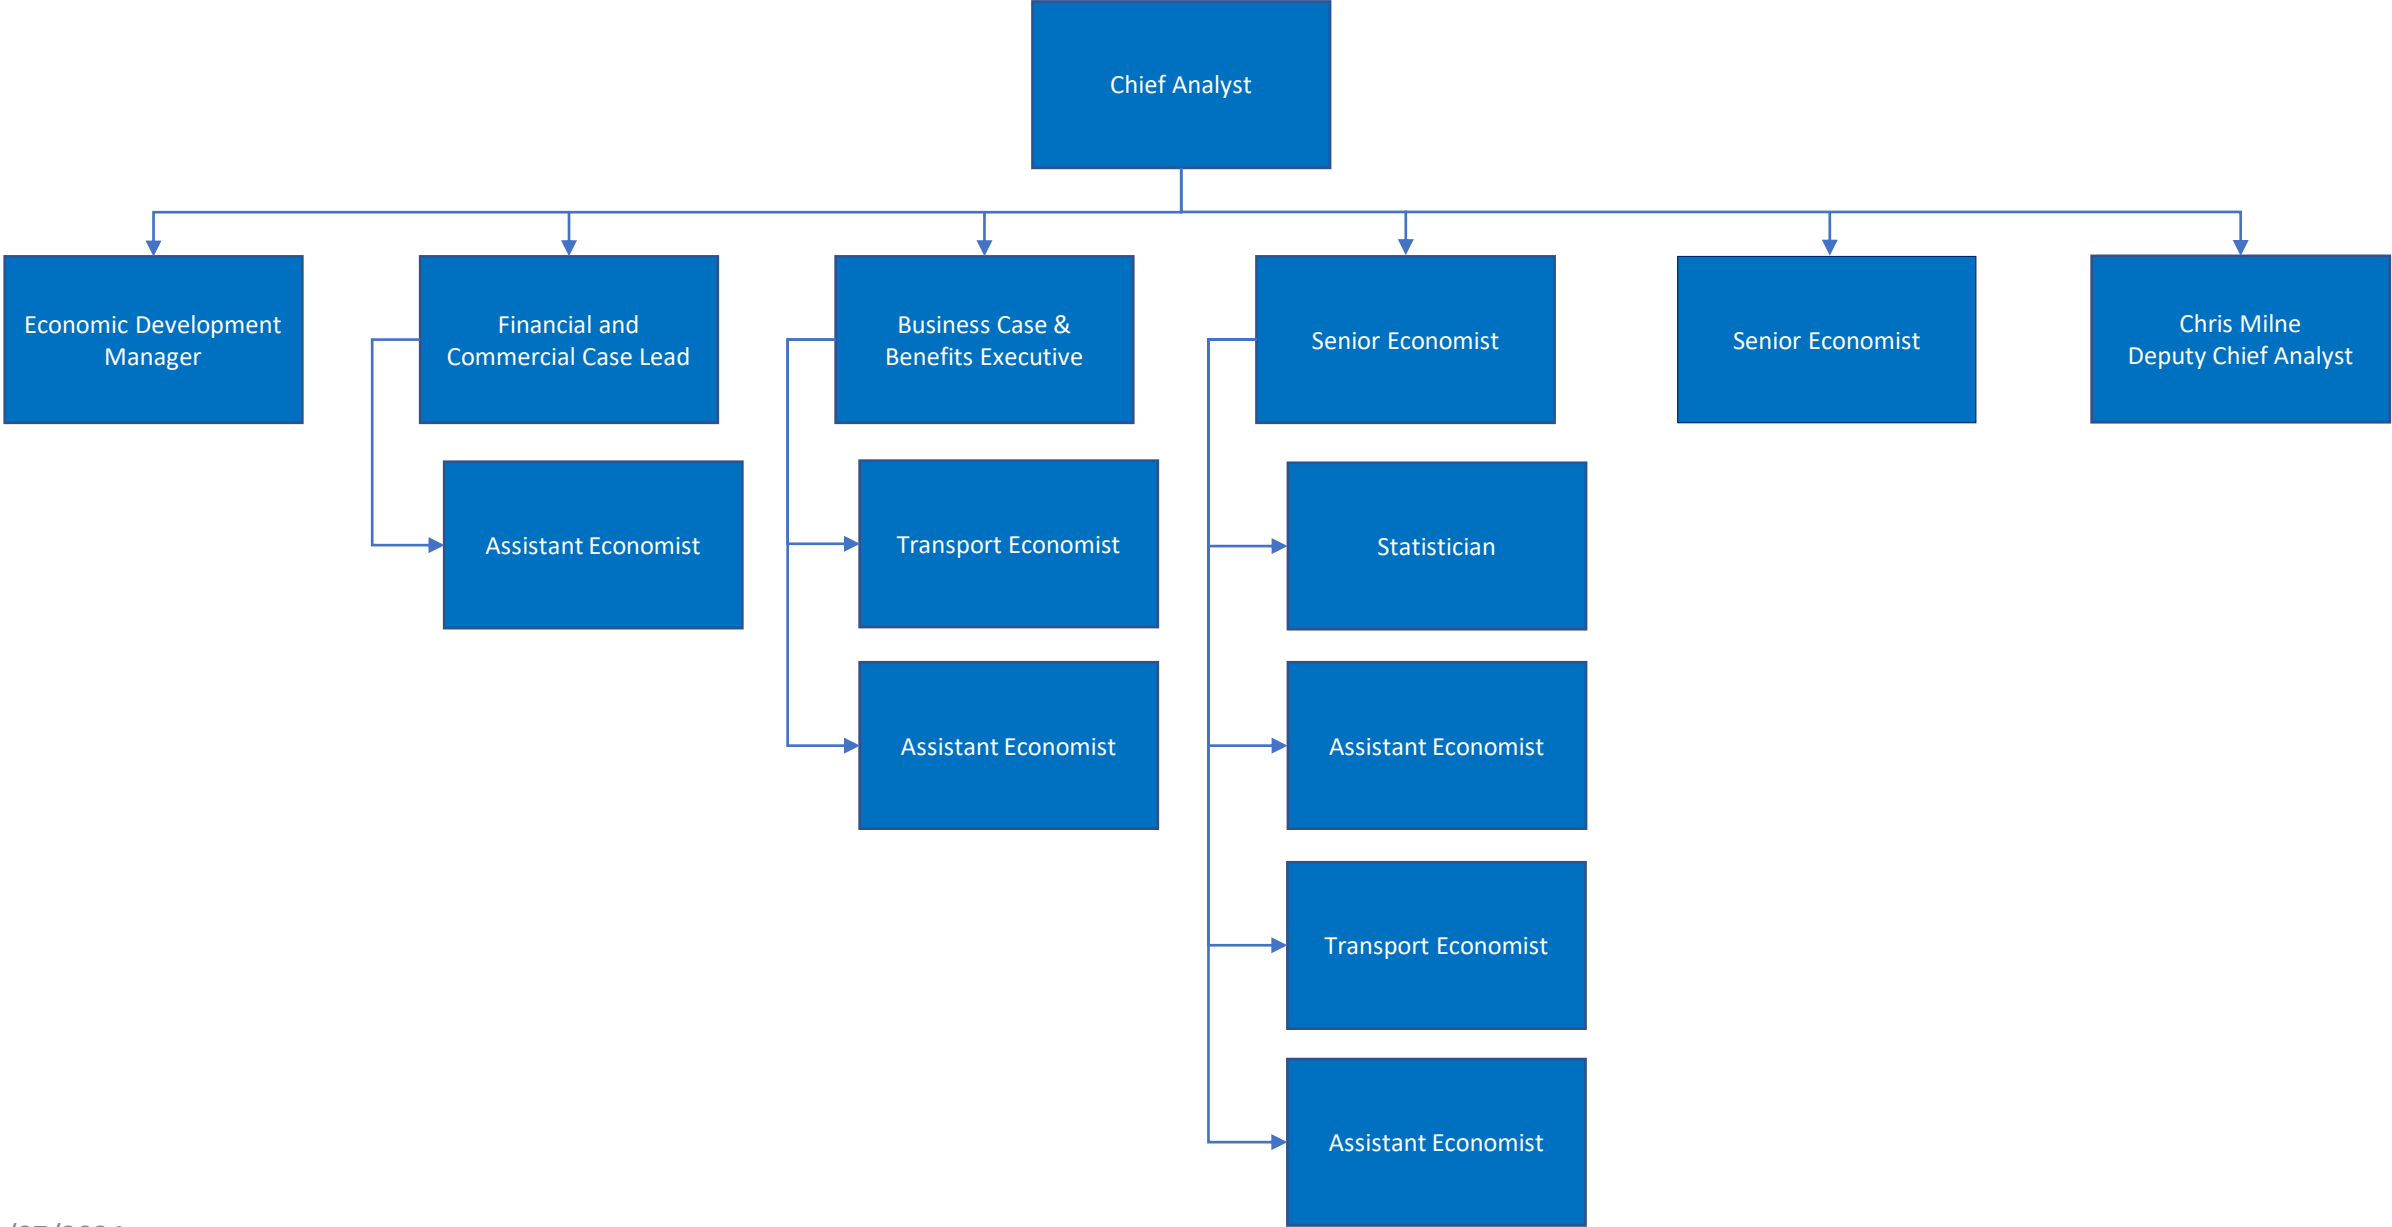 Chief Analyst
Economic Development
Manager
Financial and
Commercial Case Lead
Business Case &
Benefits Executive
Senior Economist
Senior Economist
Chris Milne
Deputy Chief Analyst
Assistant Economist
Transport Economist
Statistician
Assistant Economist
Assistant Economist
Transport Economist
Assistant Economist